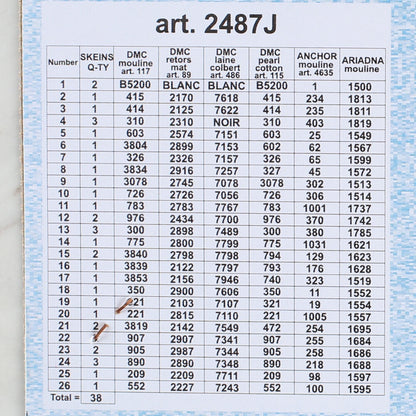 art. 2487J
Number SKEINS Q-TY DMC mouline art. 117 DMC retors mat art. 89 DMC laine colbert art. 486 DMC pearl cotton art. 115 ANCHOR mouline art. 4635 ARIADNA mouline
1 2 B5200 BLANC BLANC B5200 1 1500
2 1 415 2170 7618 415 234 1813
3 1 414 2125 7622 414 235 1811
4 3 310 2310 NOIR 310 403 1819
5 1 603 2574 7151 603 25 1549
6 1 3804 2899 7153 602 62 1567
7 1 326 2326 7157 326 65 1599
8 1 3834 2916 7257 327 45 1572
9 1 3078 2745 7078 3078 302 1513
10 1 726 2726 7056 726 306 1514
11 1 783 2783 7767 783 1001 1737
12 2 976 2434 7700 976 370 1742
13 3 300 2898 7489 300 380 1785
14 1 775 2800 7799 775 1031 1621
15 2 3840 2798 7798 794 129 1623
16 1 3839 2122 7797 793 176 1628
17 1 3853 2156 7946 740 323 1519
18 1 350 2900 7606 350 11 1552
19 1 21 2103 7107 321 19 1554
20 1 221 2815 7110 221 1005 1557
21 2 3819 2142 7549 472 254 1695
22 907 2907 7341 907 255 1684
23 2 905 2987 7344 905 258 1686
24 3 890 2890 7348 890 218 1688
25 1 209 2209 7711 209 98 1597
26 1 552 2227 7243 552 100 1595
Total = 38